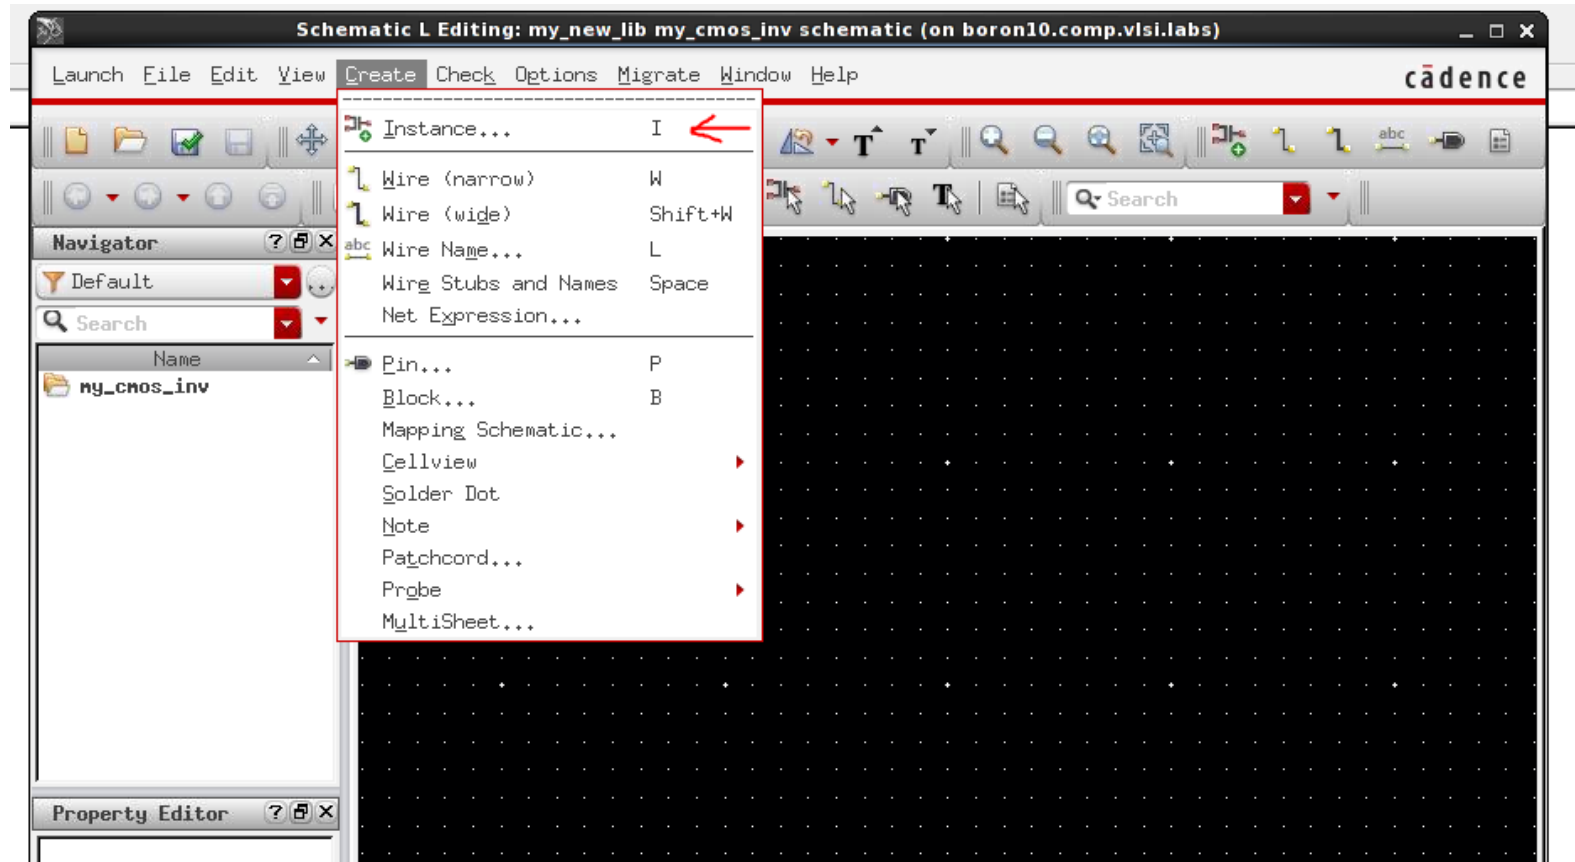 Schematic L Editing: my_new_lib my_cmos_inv schematic (on boron10.comp.vlsi.labs)
Launch File Edit View Create Check Options Migrate Window Help
cādence
Instance... I
T T
abc
Wire (narrow) W
Wire (wide) Shift+W
T
Search
Navigator
abc Wire Name... L
Default
Wire Stubs and Names Space
Search
Net Expression...
Name
Pin... P
my_cmos_inv
Block... B
Mapping Schematic...
Cellview
Solder Dot
Note
Patchcord...
Probe
MultiSheet...
Property Editor